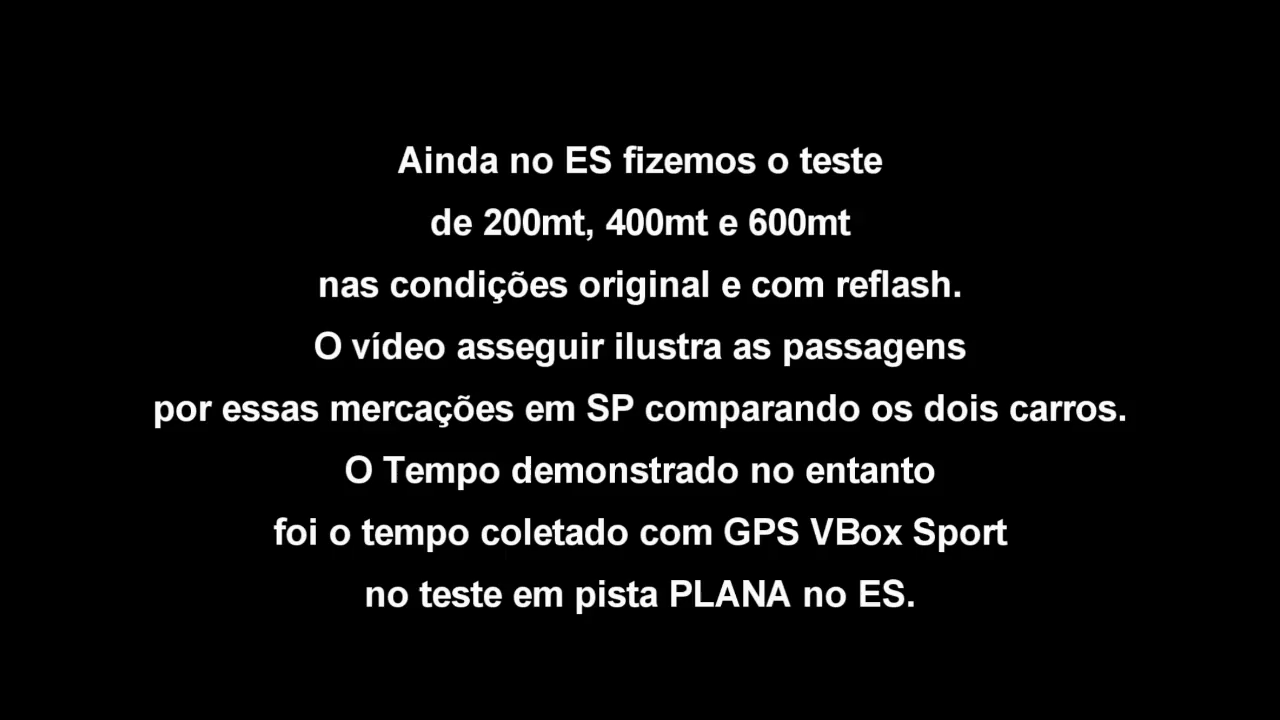 Ainda no ES fizemos o teste
de 200mt, 400mt e 600mt
nas condições original e com reflash.
O vídeo asseguir ilustra as passagens
por essas mercações em SP comparando os dois carros.
O Tempo demonstrado no entanto
foi o tempo coletado com GPS VBox Sport
no teste em pista PLANA no ES.